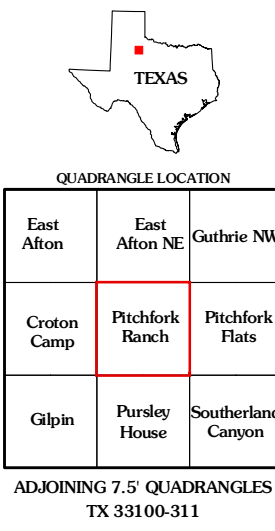 TEXAS
QUADRANGLE LOCATION
East Afton
East Afton NE
Guthrie NW
Croton Camp
Pitchfork Ranch
Pitchfork Flats
Gilpin
Pursley House
Southerland Canyon
ADJOINING 7.5' QUADRANGLES
TX 33100-311